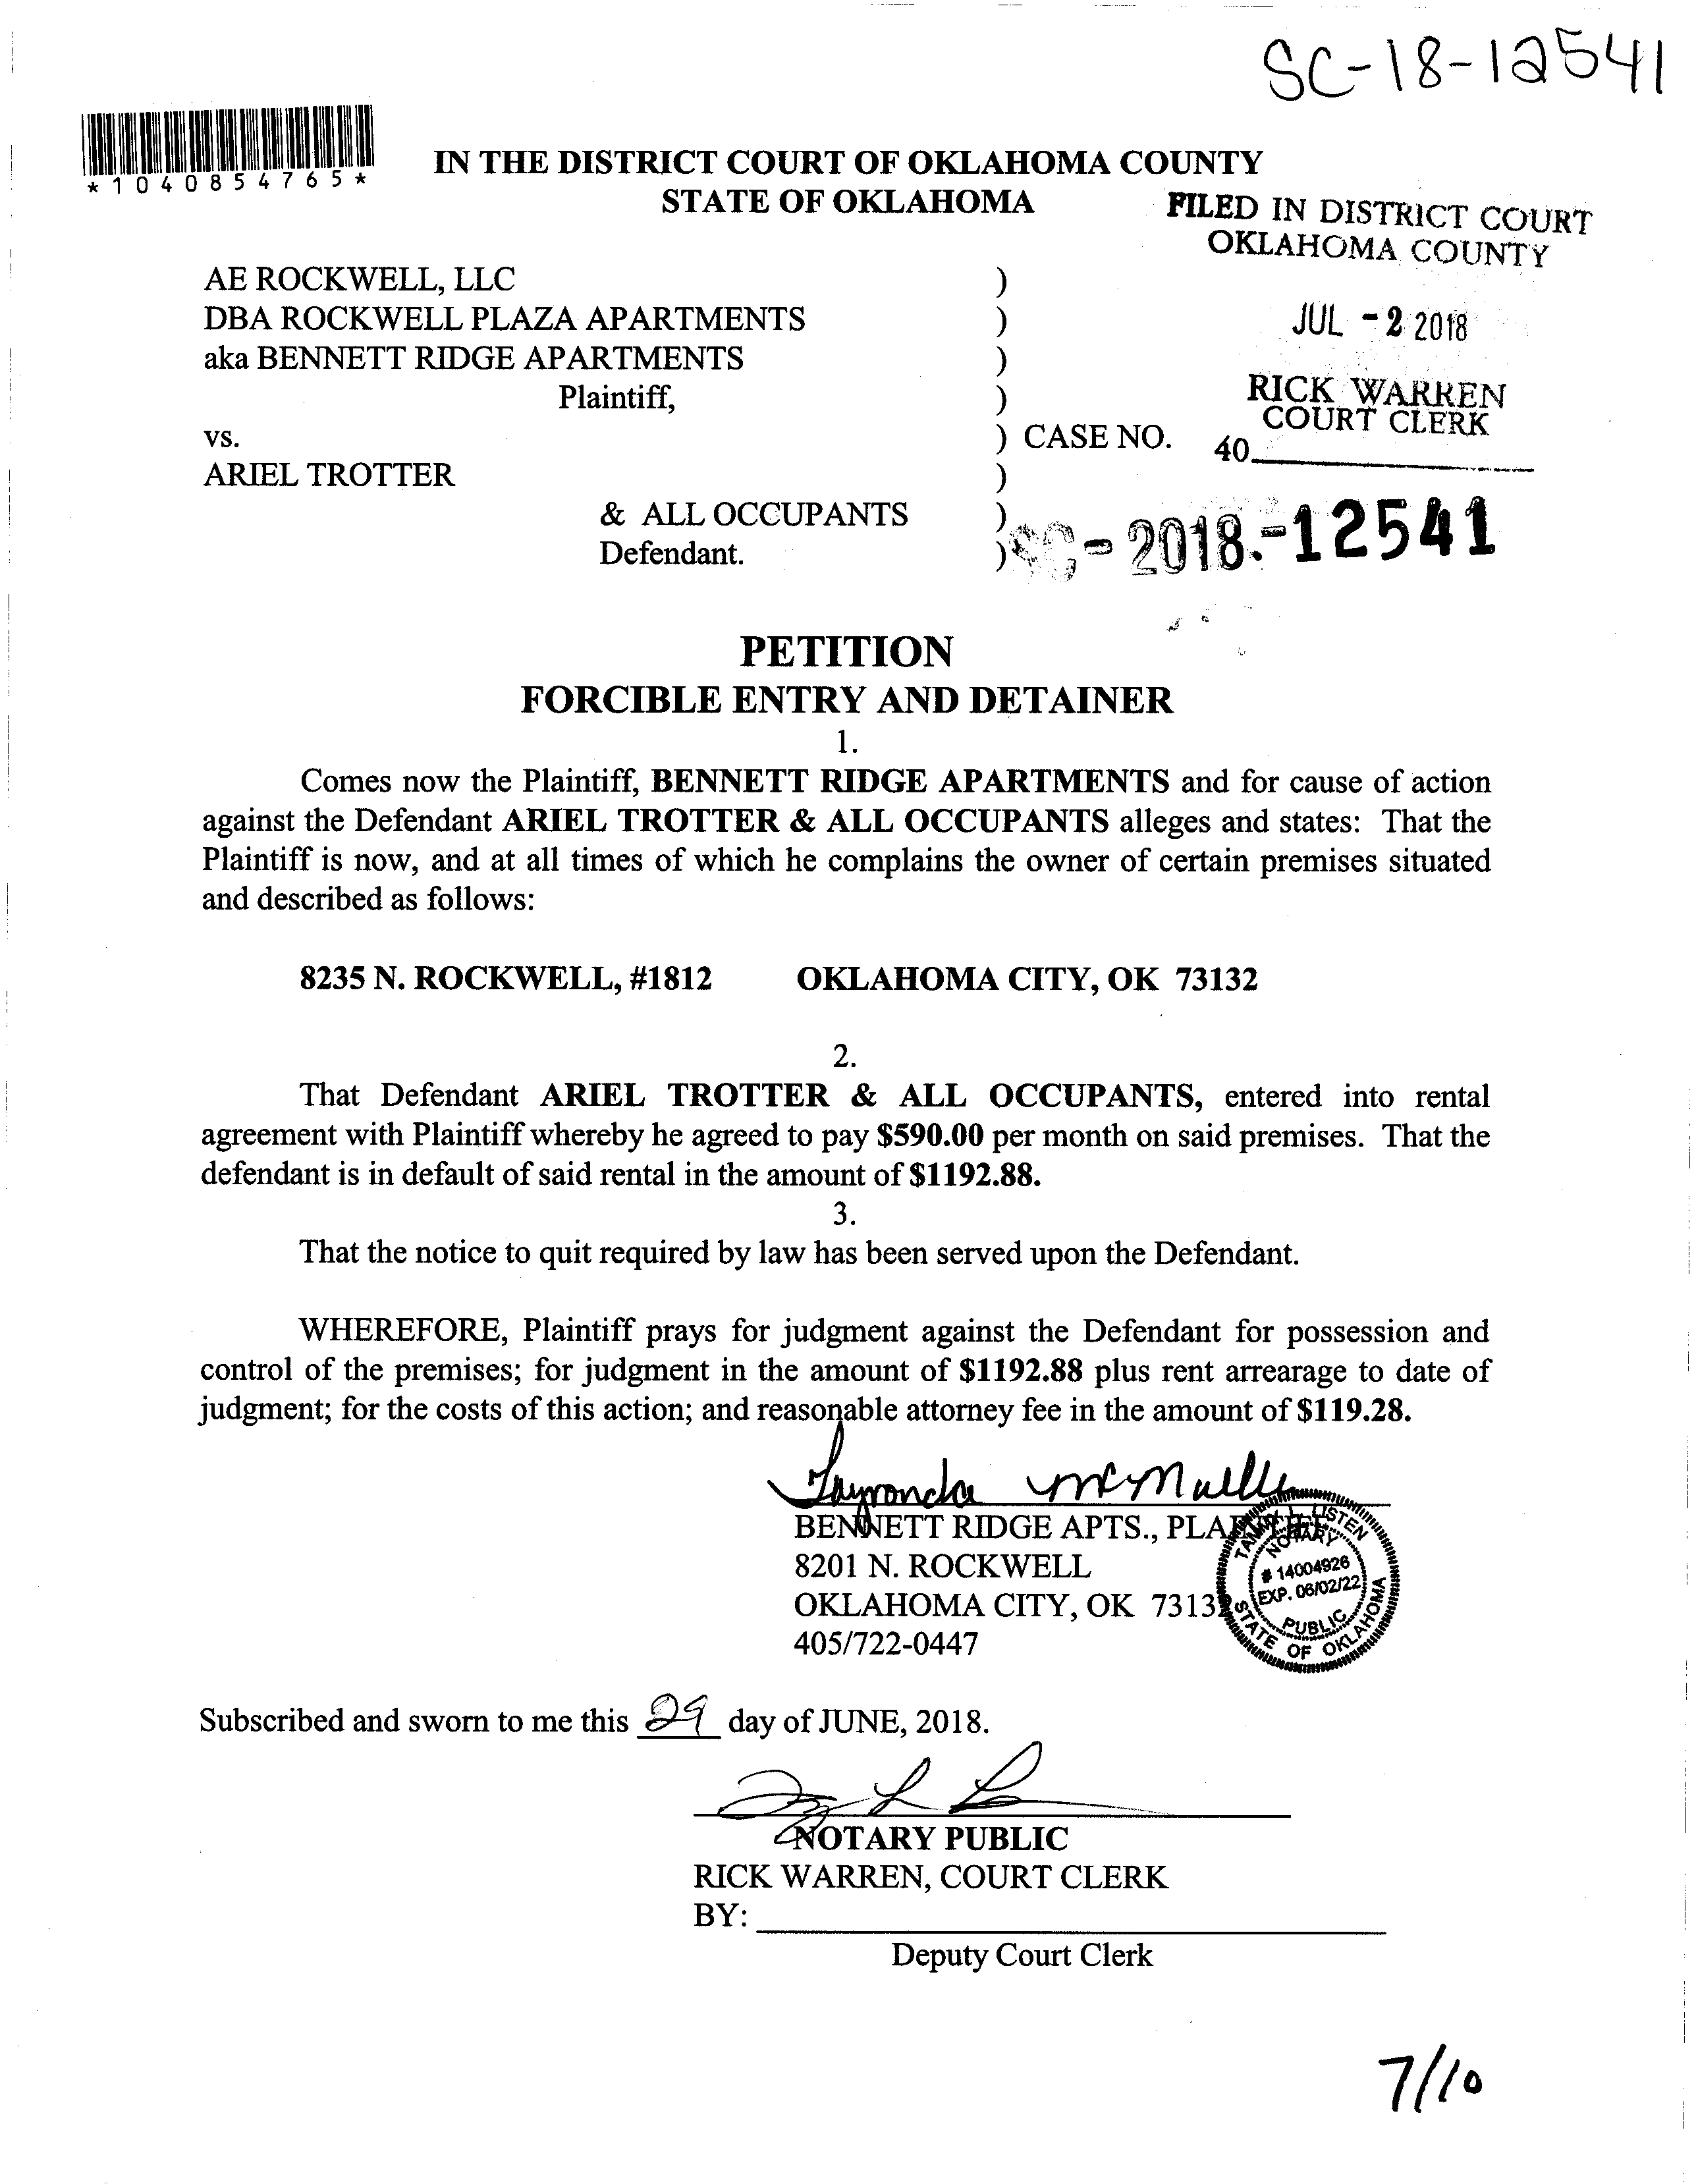 SC-18-12541
*1040854765*
IN THE DISTRICT COURT OF OKLAHOMA COUNTY
STATE OF OKLAHOMA
FILED IN DISTRICT COURT
OKLAHOMA COUNTY
JUL -2 2018
RICK WARREN
COURT CLERK
40
AE ROCKWELL, LLC )
DBA ROCKWELL PLAZA APARTMENTS )
aka BENNETT RIDGE APARTMENTS )
Plaintiff, )
vs. ) CASE NO.
ARIEL TROTTER )
& ALL OCCUPANTS )
Defendant. )
SC-2018.-12541
PETITION
FORCIBLE ENTRY AND DETAINER
1.
Comes now the Plaintiff, BENNETT RIDGE APARTMENTS and for cause of action
against the Defendant ARIEL TROTTER & ALL OCCUPANTS alleges and states: That the
Plaintiff is now, and at all times of which he complains the owner of certain premises situated
and described as follows:
8235 N. ROCKWELL, #1812 OKLAHOMA CITY, OK 73132
2.
That Defendant ARIEL TROTTER & ALL OCCUPANTS, entered into rental
agreement with Plaintiff whereby he agreed to pay $590.00 per month on said premises. That the
defendant is in default of said rental in the amount of $1192.88.
3.
That the notice to quit required by law has been served upon the Defendant.
WHEREFORE, Plaintiff prays for judgment against the Defendant for possession and
control of the premises; for judgment in the amount of $1192.88 plus rent arrearage to date of
judgment; for the costs of this action; and reasonable attorney fee in the amount of $119.28.
BENNETT RIDGE APTS., PLAINTIFF
8201 N. ROCKWELL
OKLAHOMA CITY, OK 73132
405/722-0447
L. LISTEN
NOTARY
# 14004926
EXP. 06/02/22
PUBLIC
STATE OF OKLAHOMA
Subscribed and sworn to me this 29 day of JUNE, 2018.
NOTARY PUBLIC
RICK WARREN, COURT CLERK
BY:
Deputy Court Clerk
7/10